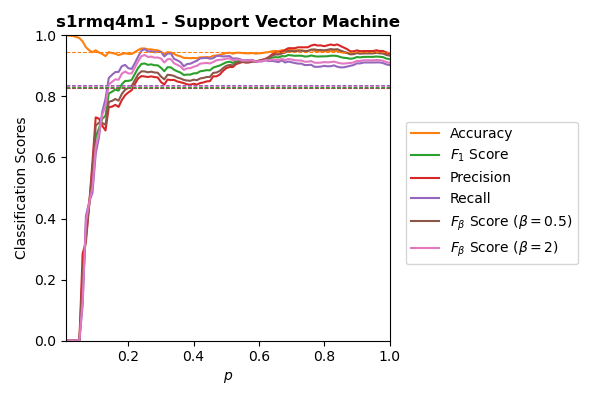 s1rmq4m1 - Support Vector Machine
1.0
0.8
0.6
0.4
0.2
0.0
Classification Scores
0.2 0.4 0.6 0.8 1.0
p
Accuracy
F₁ Score
Precision
Recall
Fᵦ Score (β = 0.5)
Fᵦ Score (β = 2)